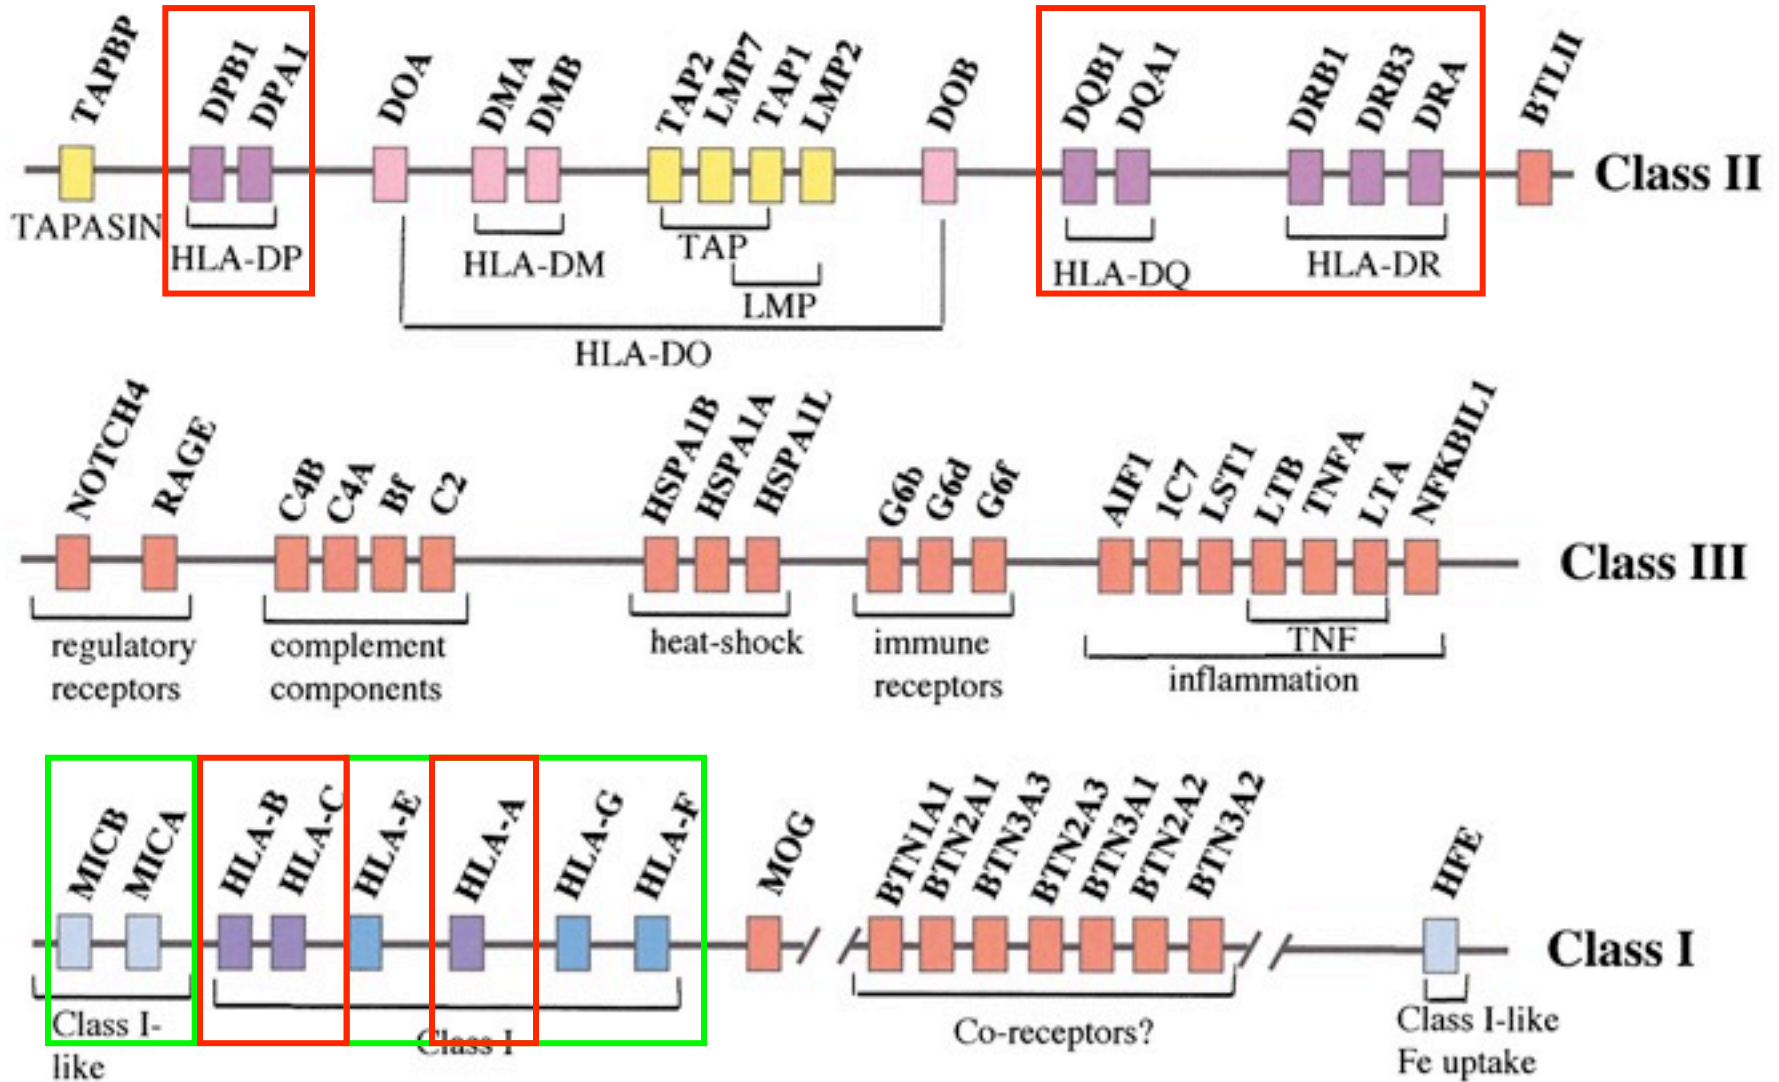 TAPBP
DPB1
DPA1
DOA
DMA
DMB
TAP2
LMP7
TAP1
LMP2
DOB
DQB1
DQA1
DRB1
DRB3
DRA
BTLII
Class II
TAPASIN
HLA-DP
HLA-DM
TAP
LMP
HLA-DO
HLA-DQ
HLA-DR
NOTCH4
RAGE
C4B
C4A
Bf
C2
HSPA1B
HSPA1A
HSPA1L
G6b
G6d
G6f
AIF1
1C7
LST1
LTB
TNFA
LTA
NFKBIL1
Class III
regulatory
receptors
complement
components
heat-shock
immune
receptors
TNF
inflammation
MICB
MICA
HLA-B
HLA-C
HLA-E
HLA-A
HLA-G
HLA-F
MOG
BTN1A1
BTN2A1
BTN3A3
BTN2A3
BTN3A1
BTN2A2
BTN3A2
HFE
Class I
Class I-
like
Class I
Co-receptors?
Class I-like
Fe uptake